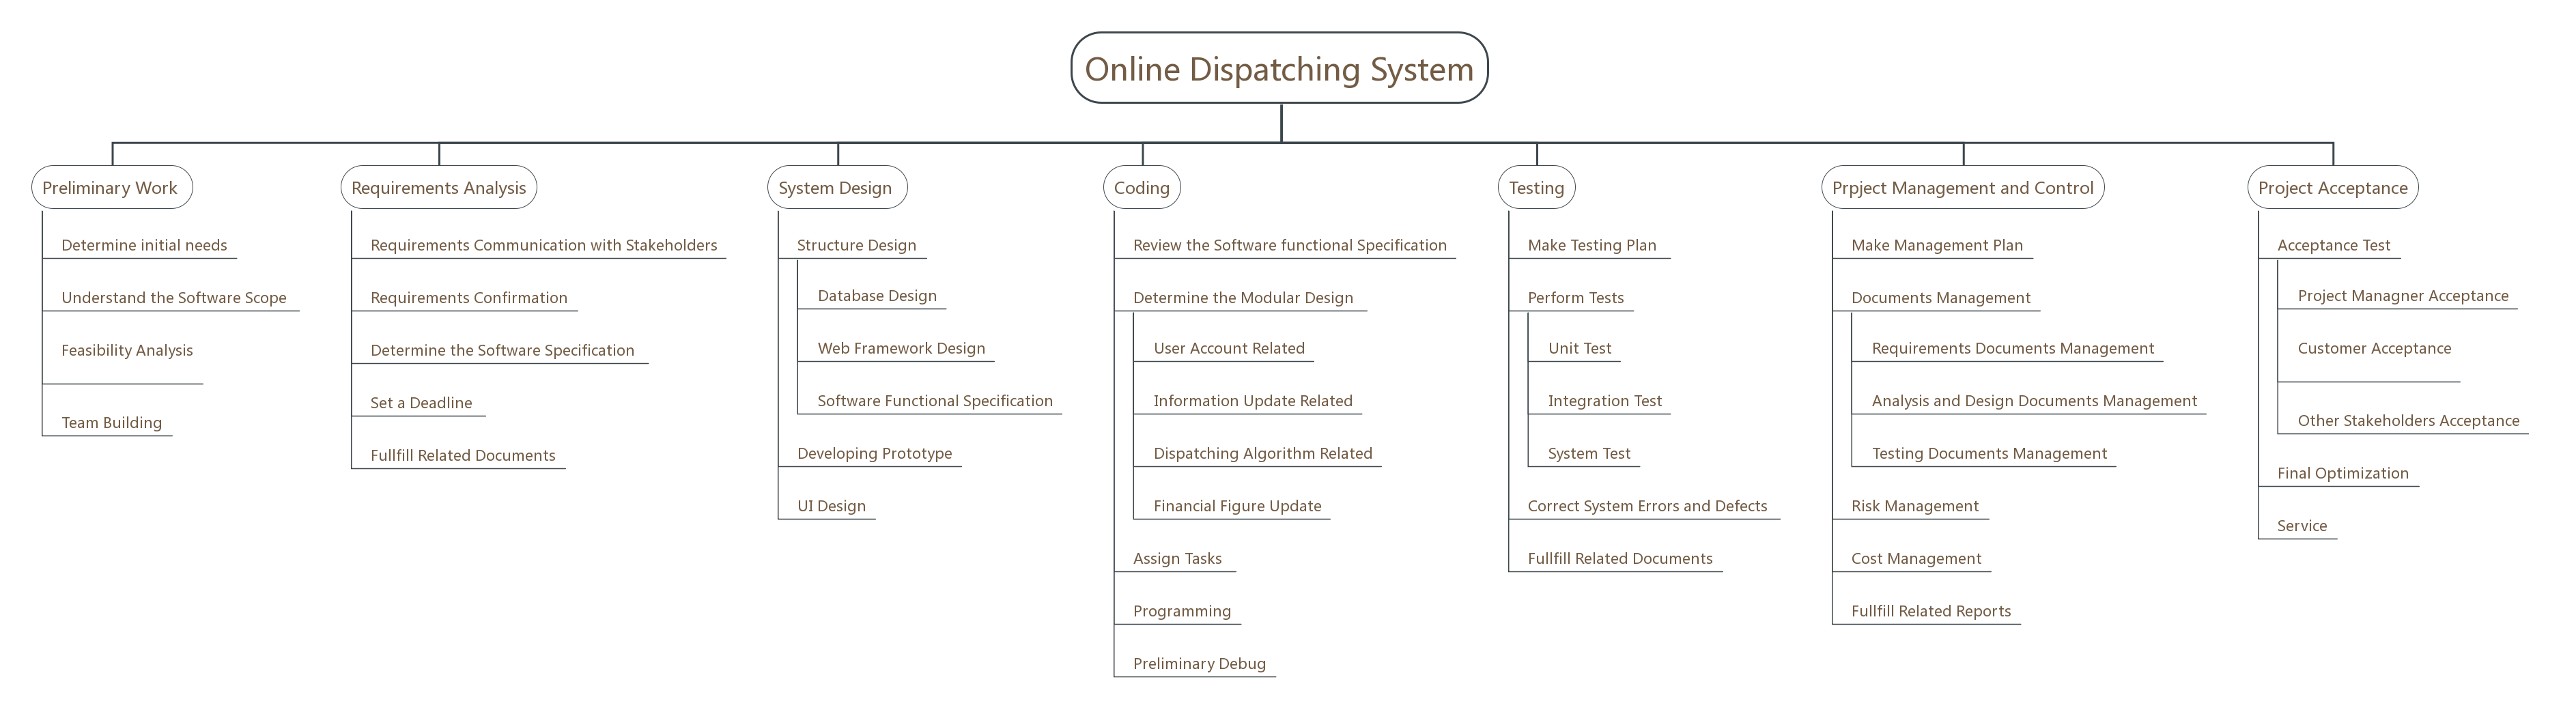 Online Dispatching System
Preliminary Work
Determine initial needs
Understand the Software Scope
Feasibility Analysis
Team Building
Requirements Analysis
Requirements Communication with Stakeholders
Requirements Confirmation
Determine the Software Specification
Set a Deadline
Fullfill Related Documents
System Design
Structure Design
Database Design
Web Framework Design
Software Functional Specification
Developing Prototype
UI Design
Coding
Review the Software functional Specification
Determine the Modular Design
User Account Related
Information Update Related
Dispatching Algorithm Related
Financial Figure Update
Assign Tasks
Programming
Preliminary Debug
Testing
Make Testing Plan
Perform Tests
Unit Test
Integration Test
System Test
Correct System Errors and Defects
Fullfill Related Documents
Prpject Management and Control
Make Management Plan
Documents Management
Requirements Documents Management
Analysis and Design Documents Management
Testing Documents Management
Risk Management
Cost Management
Fullfill Related Reports
Project Acceptance
Acceptance Test
Project Managner Acceptance
Customer Acceptance
Other Stakeholders Acceptance
Final Optimization
Service